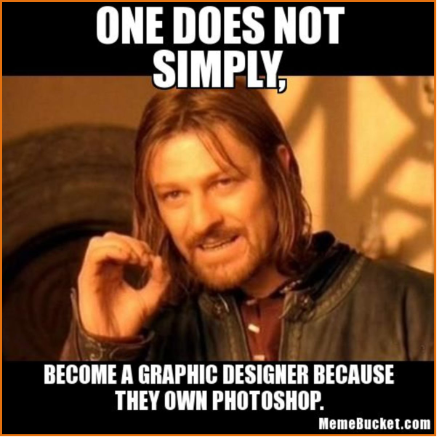 ONE DOES NOT
SIMPLY,
BECOME A GRAPHIC DESIGNER BECAUSE
THEY OWN PHOTOSHOP.
MemeBucket.com